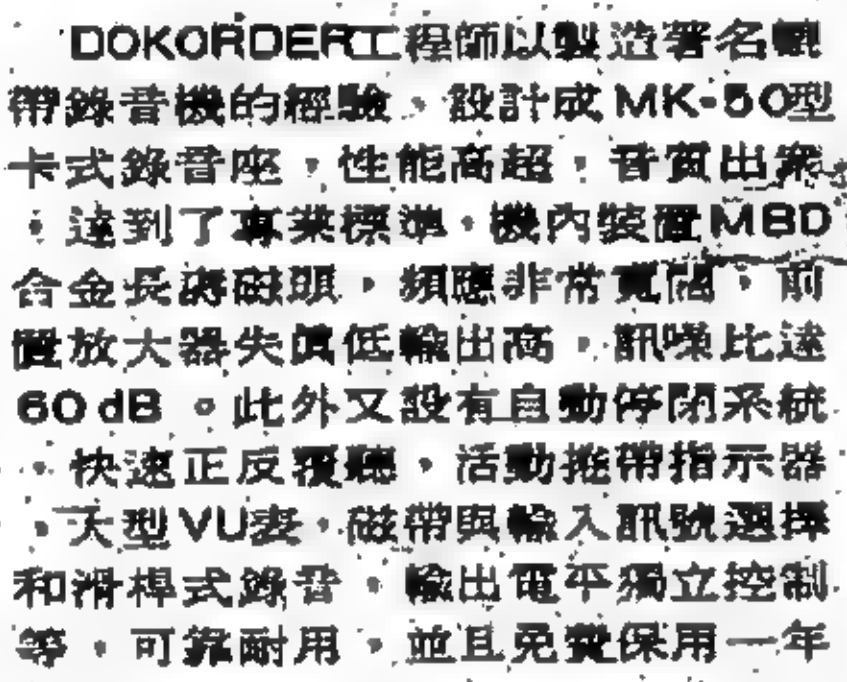 DOKORDER工程師以製造著名軌
帶錄音機的經驗，設計成MK-50型
卡式錄音座，性能高超，音質出衆
，達到了專業標準。機內裝置MBD
合金長壽磁頭，頻應非常寬闊，前
置放大器失真低輸出高，訊噪比達
60 dB。此外又設有自動停閉系統
，快速正反覆聽，活動捲帶指示器
，大型VU表，磁帶與輸入訊號選擇
和滑桿式錄音，輸出電平獨立控制
等，可靠耐用，並且免費保用一年